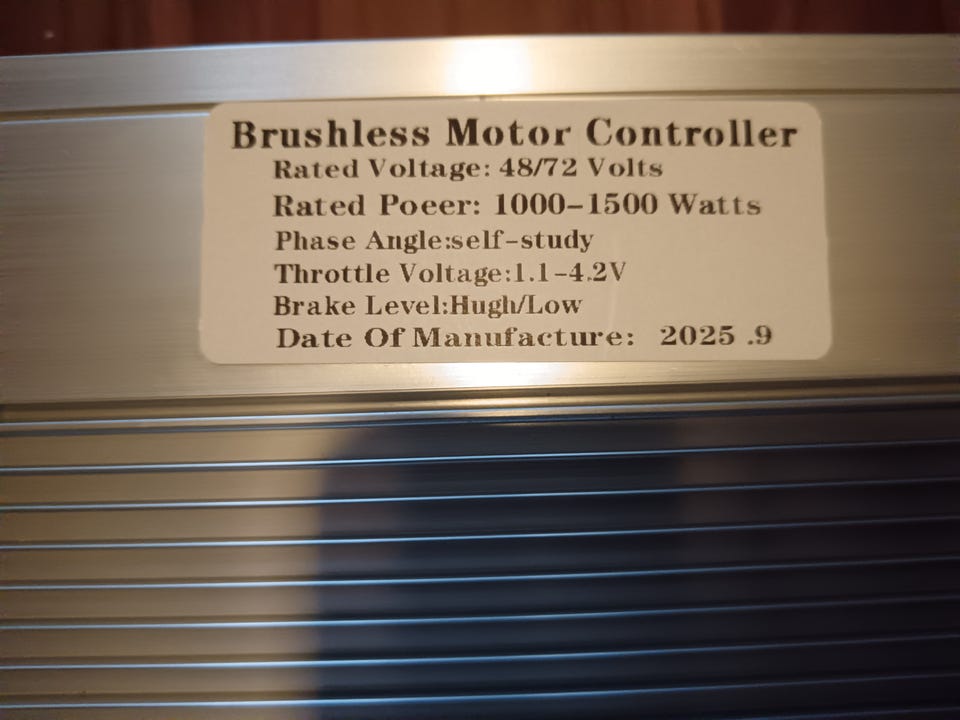 Brushless Motor Controller
Rated Voltage: 48/72 Volts
Rated Poeer: 1000-1500 Watts
Phase Angle:self-study
Throttle Voltage:1.1-4.2V
Brake Level:Hugh/Low
Date Of Manufacture: 2025 .9